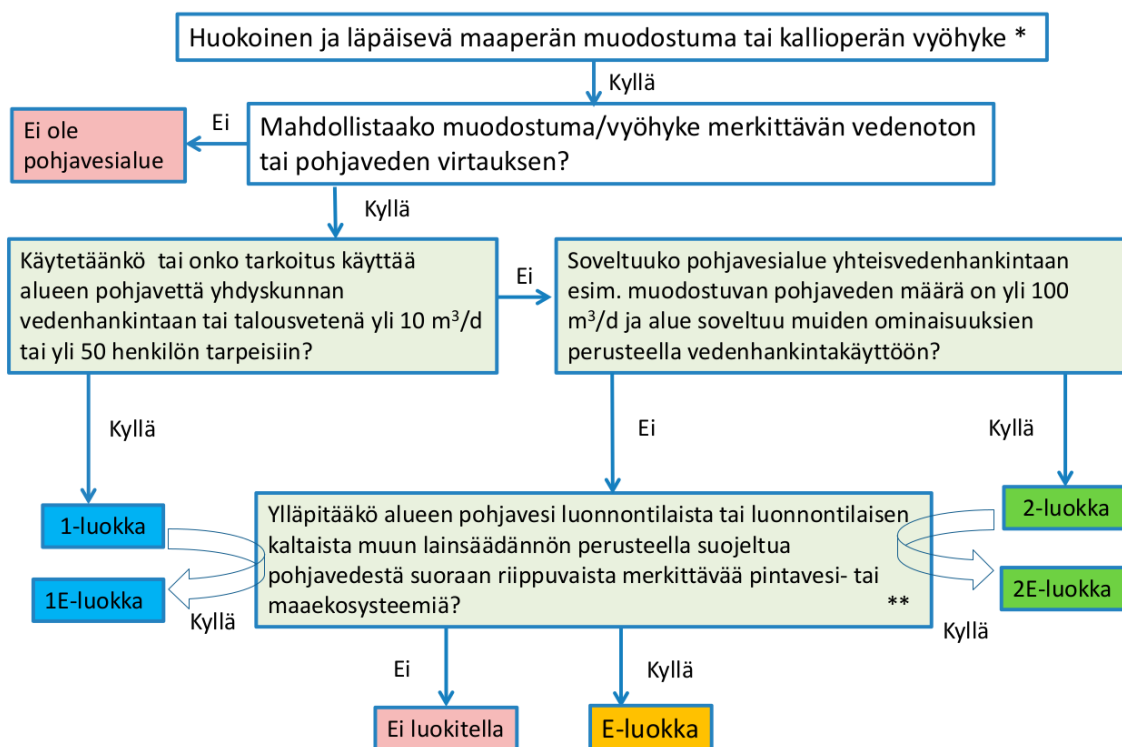 Huokoinen ja läpäisevä maaperän muodostuma tai kallioperän vyöhyke *
Kyllä
Ei
Ei ole
pohjavesialue
Mahdollistaako muodostuma/vyöhyke merkittävän vedenoton
tai pohjaveden virtauksen?
Kyllä
Käytetäänkö tai onko tarkoitus käyttää
alueen pohjavettä yhdyskunnan
vedenhankintaan tai talousvetenä yli 10 m³/d
tai yli 50 henkilön tarpeisiin?
Ei
Soveltuuko pohjavesialue yhteisvedenhankintaan
esim. muodostuvan pohjaveden määrä on yli 100
m³/d ja alue soveltuu muiden ominaisuuksien
perusteella vedenhankintakäyttöön?
Kyllä
Ei
Kyllä
1-luokka
1E-luokka
Kyllä
Ylläpitääkö alueen pohjavesi luonnontilaista tai luonnontilaisen
kaltaista muun lainsäädännön perusteella suojeltua
pohjavedestä suoraan riippuvaista merkittävää pintavesi- tai
maaekosysteemiä? **
2-luokka
2E-luokka
Kyllä
Ei
Kyllä
Ei luokitella
E-luokka